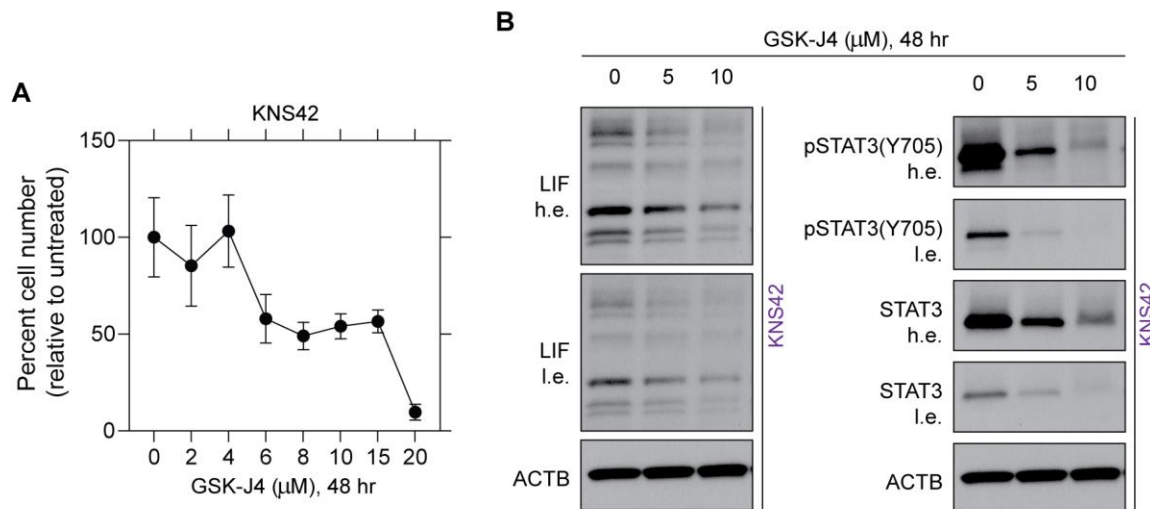 A
KNS42
150
100
50
0
Percent cell number
(relative to untreated)
0 2 4 6 8 10 15 20
GSK-J4 (μM), 48 hr
B
GSK-J4 (μM), 48 hr
0 5 10
LIF
h.e.
LIF
l.e.
ACTB
KNS42
0 5 10
pSTAT3(Y705)
h.e.
pSTAT3(Y705)
l.e.
STAT3
h.e.
STAT3
l.e.
ACTB
KNS42